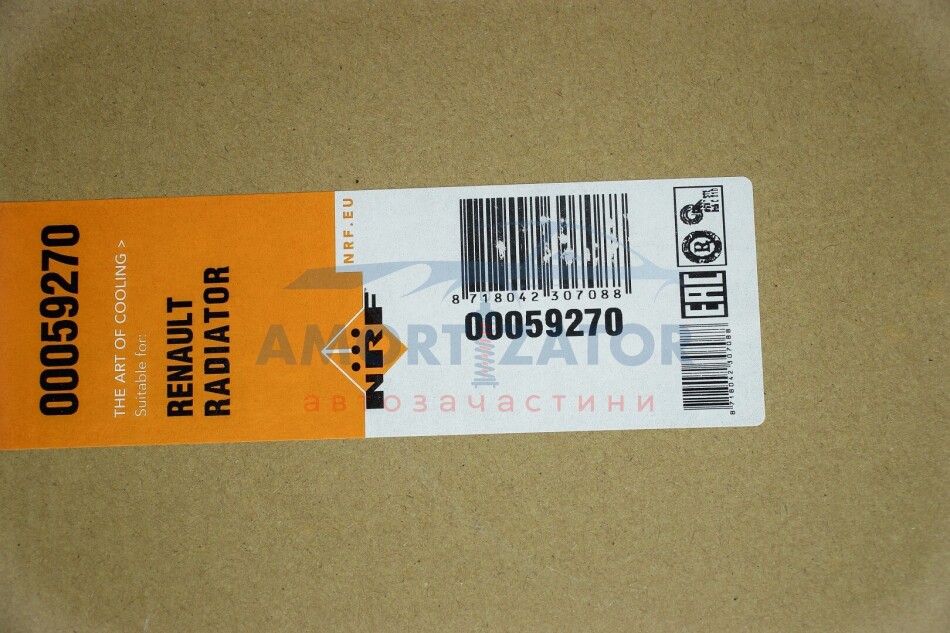 00059270
THE ART OF COOLING >
Suitable for:
RENAULT
RADIATOR
NRF.EU
NRF
8 718042 307088
00059270
EAC
8 718042 307088
AMORTIZATOR
автозачастини